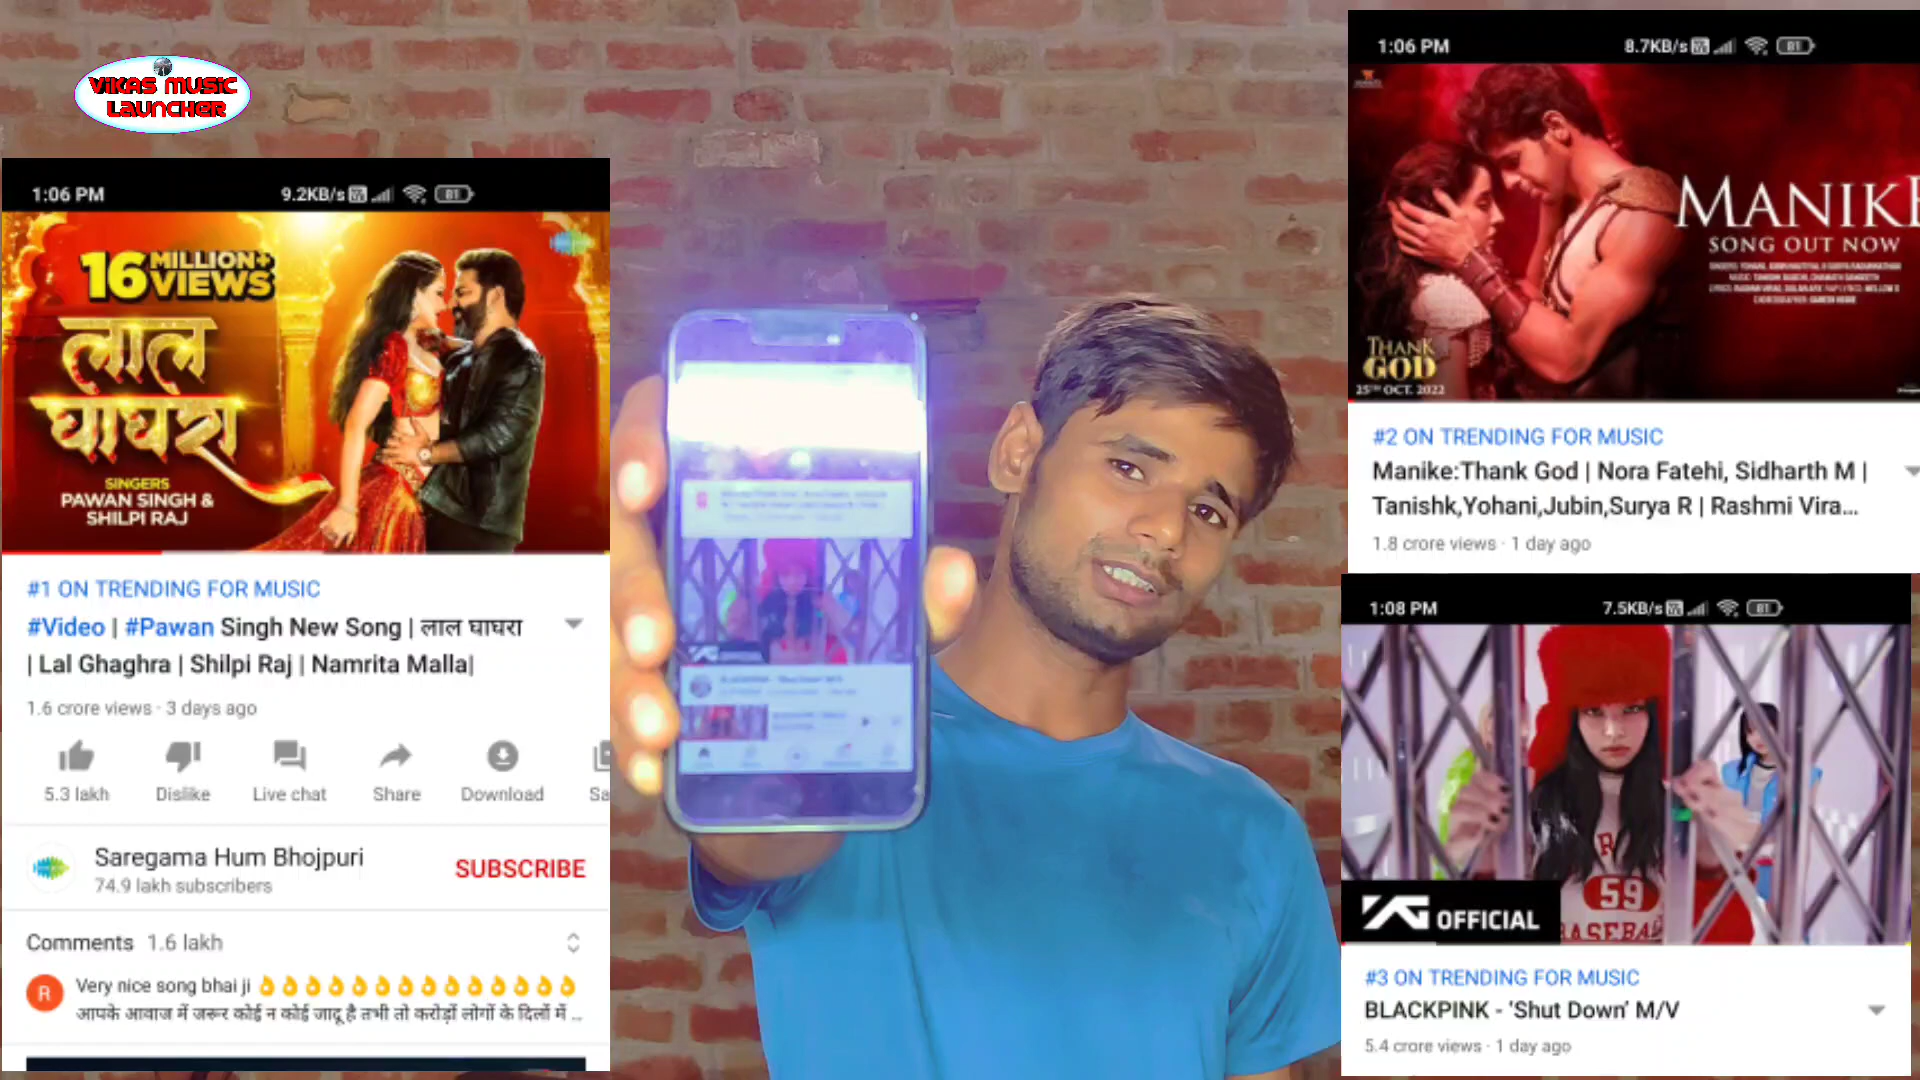 VIKAS MUSIC
LAUNCHER
1:06 PM
9.2KB/s
81
16 MILLION+
VIEWS
लाल
घाघरा
SINGERS
PAWAN SINGH &
SHILPI RAJ
#1 ON TRENDING FOR MUSIC
#Video | #Pawan Singh New Song | लाल घाघरा
| Lal Ghaghra | Shilpi Raj | Namrita Malla|
1.6 crore views · 3 days ago
5.3 lakh
Dislike
Live chat
Share
Download
Sa
Saregama Hum Bhojpuri
74.9 lakh subscribers
SUBSCRIBE
Comments 1.6 lakh
R
Very nice song bhai ji 👌👌👌👌👌👌👌👌👌👌👌👌👌👌
आपके आवाज में जरूर कोई न कोई जादू है तभी तो करोड़ों लोगों के दिलों में ...
1:06 PM
8.7KB/s
81
MANIKE
SONG OUT NOW
THANK
GOD
25TH OCT. 2022
#2 ON TRENDING FOR MUSIC
Manike:Thank God | Nora Fatehi, Sidharth M |
Tanishk,Yohani,Jubin,Surya R | Rashmi Vira...
1.8 crore views · 1 day ago
1:08 PM
7.5KB/s
81
R
59
BASEBAL
YG OFFICIAL
#3 ON TRENDING FOR MUSIC
BLACKPINK - 'Shut Down' M/V
5.4 crore views · 1 day ago